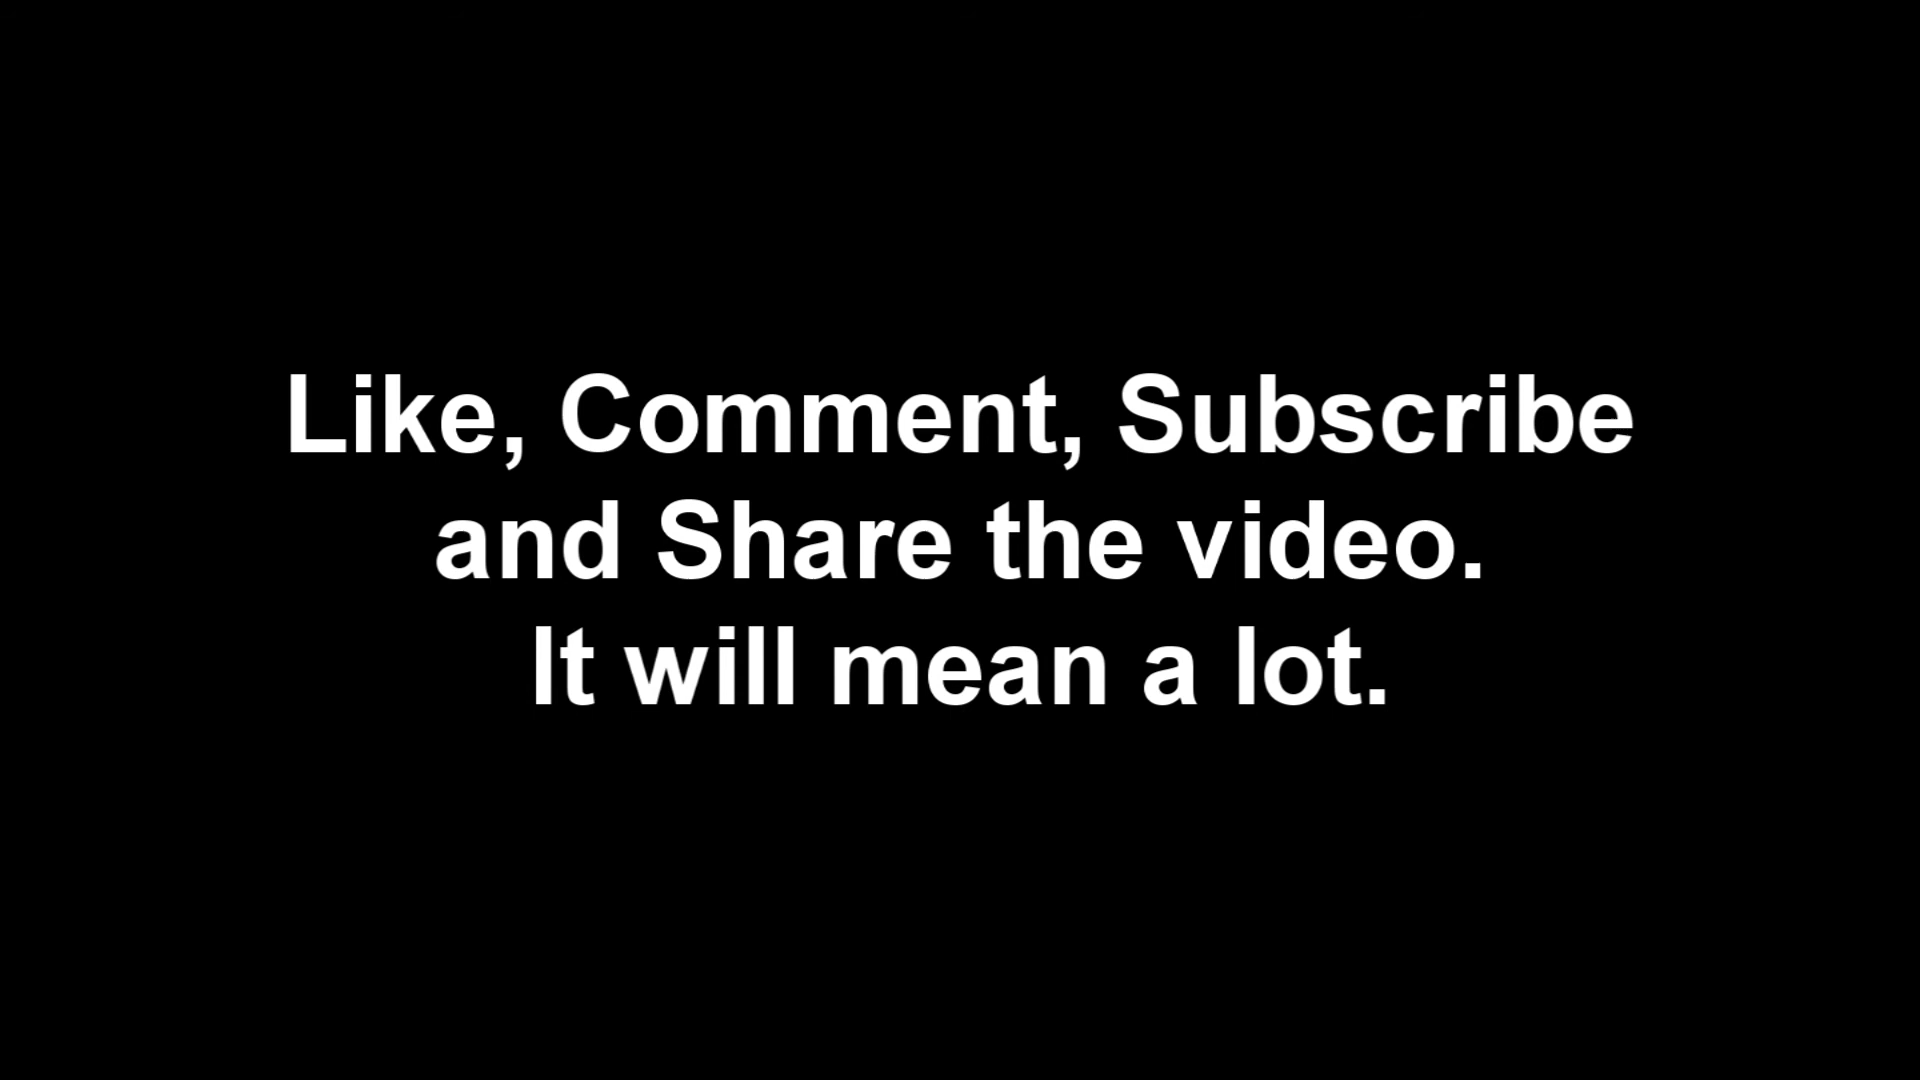 Like, Comment, Subscribe
and Share the video.
It will mean a lot.